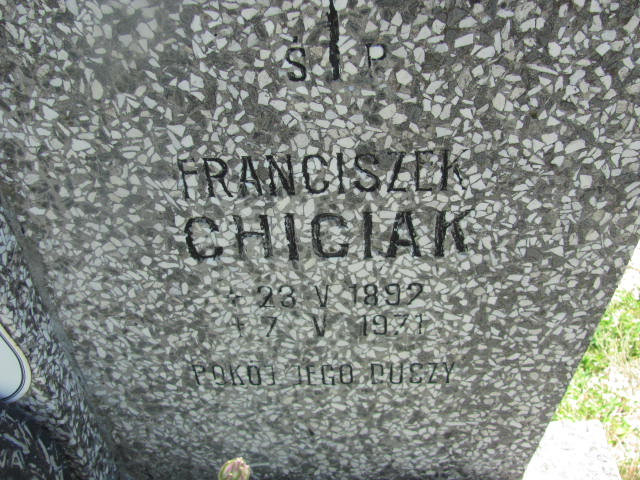 Ś P
FRANCISZEK
CHICIAK
* 23 V 1892
+ 7 V 1971
POKÓJ JEGO DUSZY